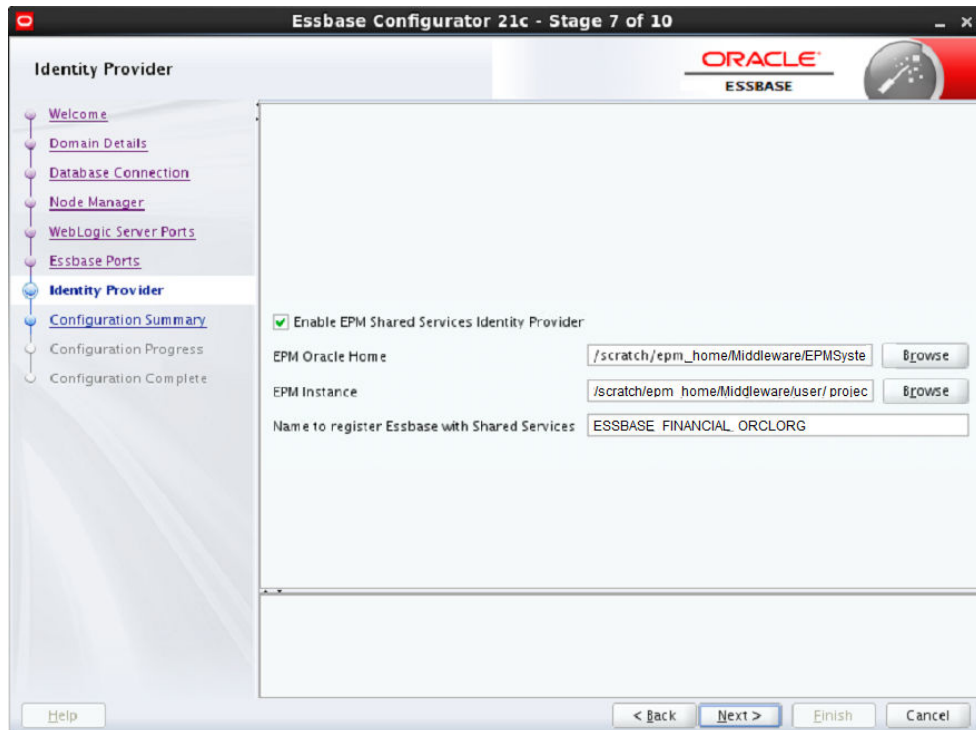 Essbase Configurator 21c - Stage 7 of 10
Identity Provider
ORACLE
ESSBASE
Welcome
Domain Details
Database Connection
Node Manager
WebLogic Server Ports
Essbase Ports
Identity Provider
Configuration Summary
Configuration Progress
Configuration Complete
Enable EPM Shared Services Identity Provider
EPM Oracle Home /scratch/epm_home/Middleware/EPMSyste Browse
EPM Instance /scratch/epm_home/Middleware/user/ projec Browse
Name to register Essbase with Shared Services ESSBASE_FINANCIAL_ORCLORG
Help < Back Next > Finish Cancel